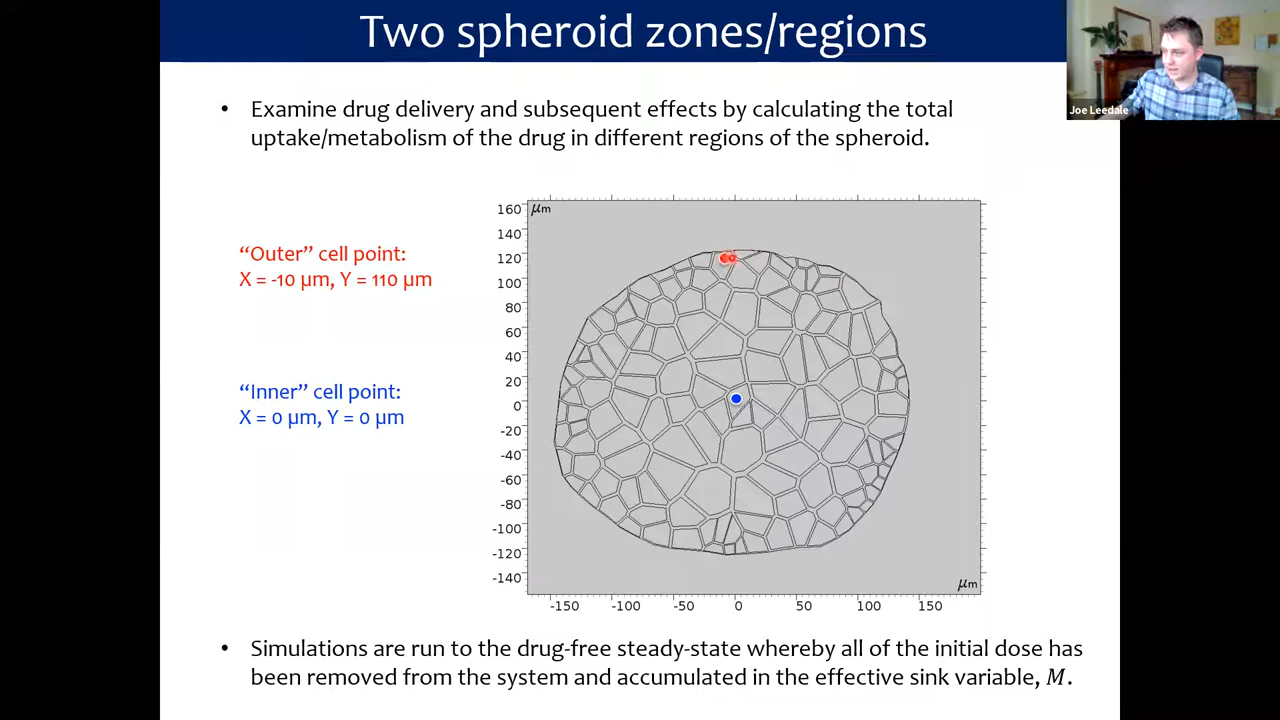 Two spheroid zones/regions
Joe Leedale
• Examine drug delivery and subsequent effects by calculating the total
uptake/metabolism of the drug in different regions of the spheroid.
“Outer” cell point:
X = -10 µm, Y = 110 µm
“Inner” cell point:
X = 0 µm, Y = 0 µm
µm
160
140
120
100
80
60
40
20
0
-20
-40
-60
-80
-100
-120
-140
µm
-150 -100 -50 0 50 100 150
• Simulations are run to the drug-free steady-state whereby all of the initial dose has
been removed from the system and accumulated in the effective sink variable, M.